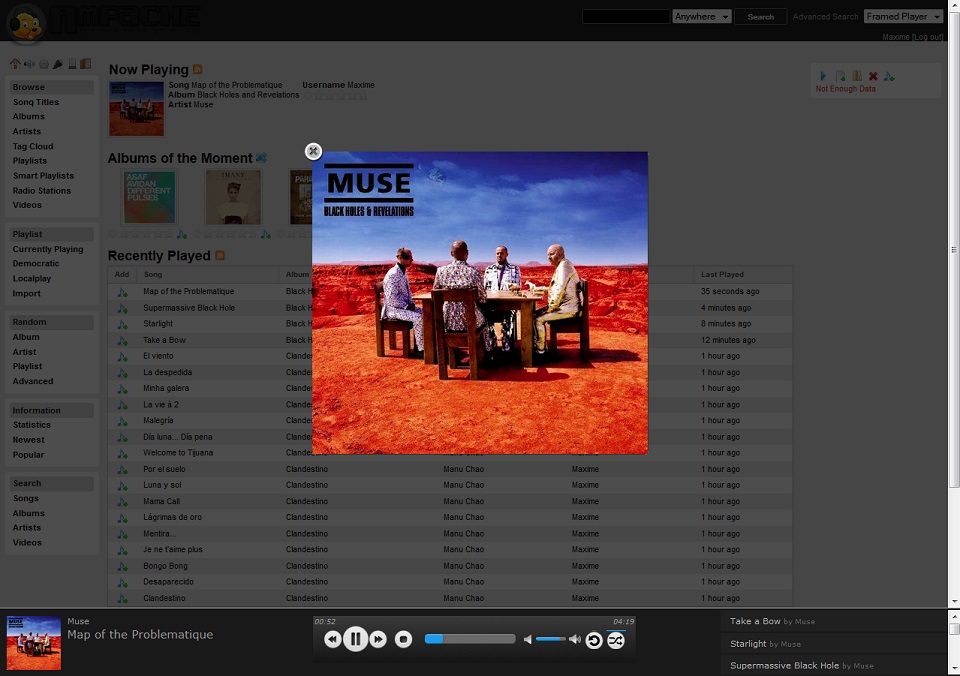 AMPACHE
Anywhere
Search
Advanced Search
Framed Player
Maxime [Log out]
Now Playing
Song Map of the Problematique
Album Black Holes and Revelations
Artist Muse
Username Maxime
Not Enough Data
Browse
Song Titles
Albums
Artists
Tag Cloud
Playlists
Smart Playlists
Radio Stations
Videos
Playlist
Currently Playing
Democratic
Localplay
Import
Random
Album
Artist
Playlist
Advanced
Information
Statistics
Newest
Popular
Search
Songs
Albums
Artists
Videos
Albums of the Moment
ASAF
AVIDAN
DIFFERENT
PULSES
IMANY
MUSE
BLACK HOLES & REVELATIONS
Recently Played
Add Song Album Last Played
Map of the Problematique Black H 35 seconds ago
Supermassive Black Hole Black H 4 minutes ago
Starlight Black H 8 minutes ago
Take a Bow Black H 12 minutes ago
El viento Clande 1 hour ago
La despedida Clande 1 hour ago
Minha galera Clande 1 hour ago
La vie à 2 Clande 1 hour ago
Malegría Clande 1 hour ago
Día luna... Día pena Clande 1 hour ago
Welcome to Tijuana Clande 1 hour ago
Por el suelo Clandestino Manu Chao Maxime 1 hour ago
Luna y sol Clandestino Manu Chao Maxime 1 hour ago
Mama Call Clandestino Manu Chao Maxime 1 hour ago
Lágrimas de oro Clandestino Manu Chao Maxime 1 hour ago
Mentira... Clandestino Manu Chao Maxime 1 hour ago
Je ne t'aime plus Clandestino Manu Chao Maxime 1 hour ago
Bongo Bong Clandestino Manu Chao Maxime 1 hour ago
Desaparecido Clandestino Manu Chao Maxime 1 hour ago
Clandestino Clandestino Manu Chao Maxime 1 hour ago
Muse
Map of the Problematique
00:52 04:19
Take a Bow by Muse
Starlight by Muse
Supermassive Black Hole by Muse